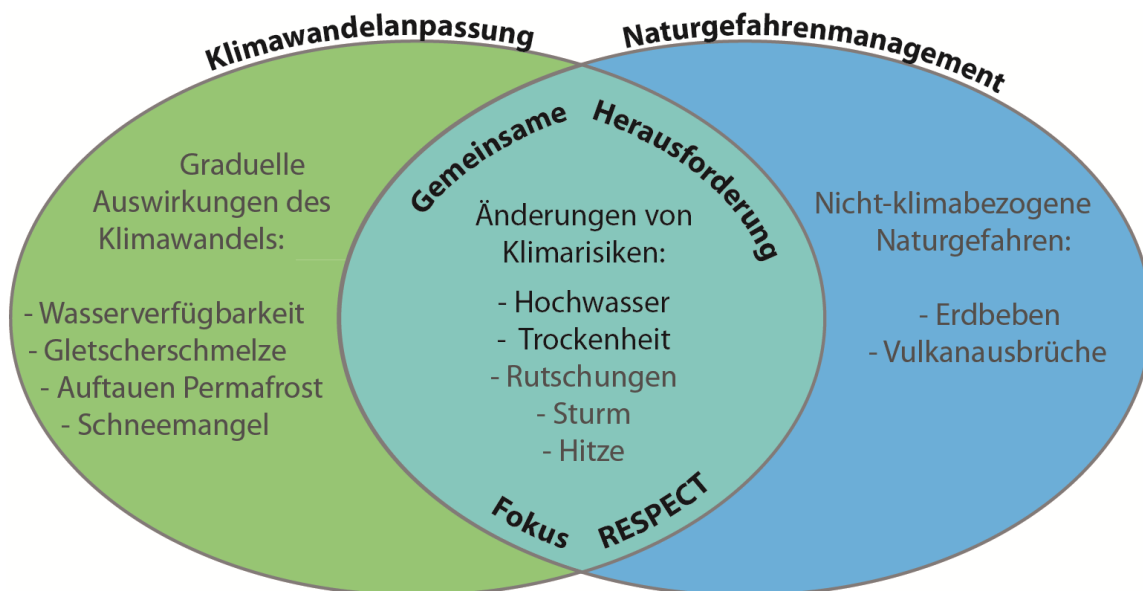 Klimawandelanpassung
Naturgefahrenmanagement
Graduelle
Auswirkungen des
Klimawandels:
- Wasserverfügbarkeit
- Gletscherschmelze
- Auftauen Permafrost
- Schneemangel
Gemeinsame Herausforderung
Änderungen von
Klimarisiken:
- Hochwasser
- Trockenheit
- Rutschungen
- Sturm
- Hitze
Fokus RESPECT
Nicht-klimabezogene
Naturgefahren:
- Erdbeben
- Vulkanausbrüche